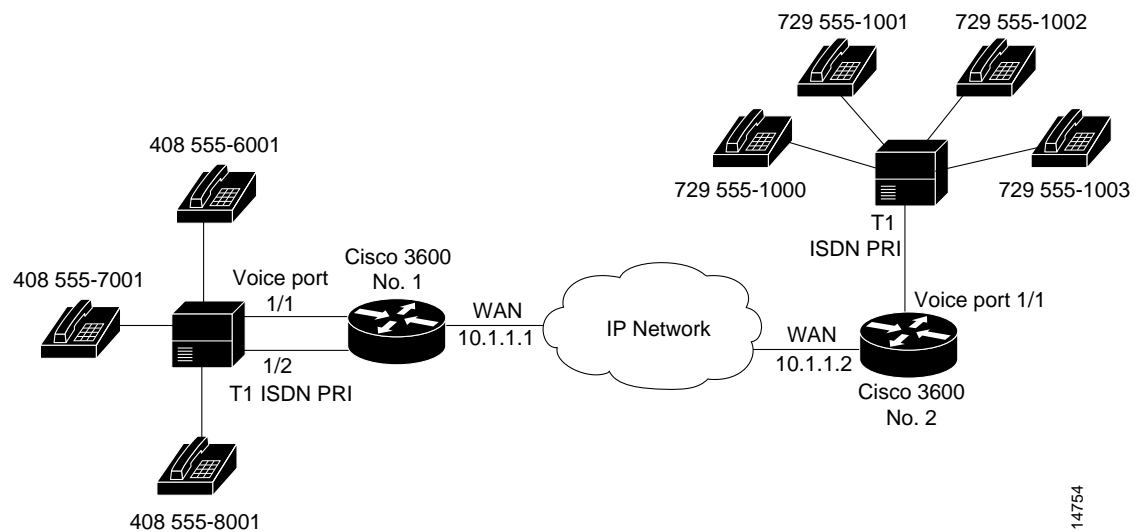 729 555-1001
729 555-1002
408 555-6001
729 555-1000
729 555-1003
T1
ISDN PRI
408 555-7001
Voice port
1/1
Cisco 3600
No. 1
WAN
10.1.1.1
IP Network
Voice port 1/1
WAN
10.1.1.2
1/2
T1 ISDN PRI
Cisco 3600
No. 2
408 555-8001
14754